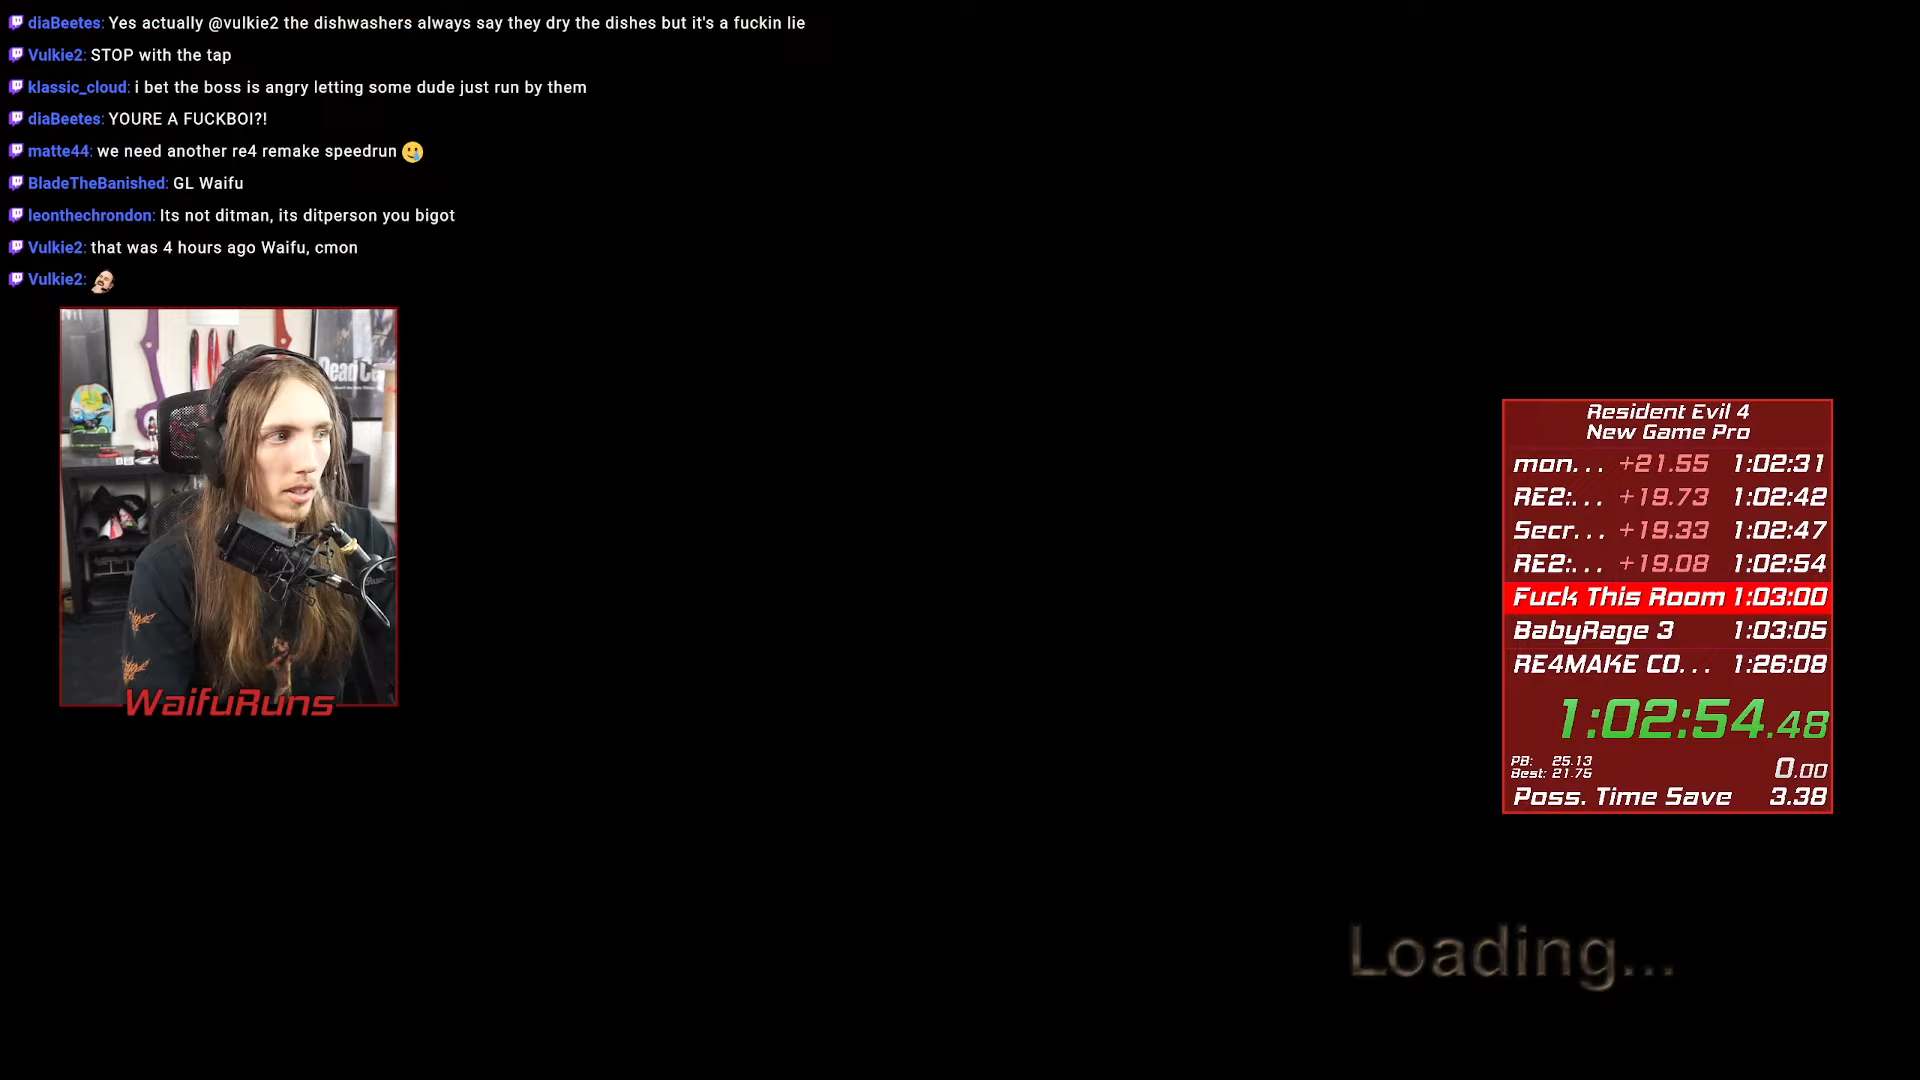 diaBeetes: Yes actually @vulkie2 the dishwashers always say they dry the dishes but it's a fuckin lie
Vulkie2: STOP with the tap
klassic_cloud: i bet the boss is angry letting some dude just run by them
diaBeetes: YOURE A FUCKBOI?!
matte44: we need another re4 remake speedrun
BladeTheBanished: GL Waifu
leonthechrondon: Its not ditman, its ditperson you bigot
Vulkie2: that was 4 hours ago Waifu, cmon
Vulkie2:
Dead Ce
WaifuRuns
Resident Evil 4
New Game Pro
mon... +21.55 1:02:31
RE2:... +19.73 1:02:42
Secr... +19.33 1:02:47
RE2:... +19.08 1:02:54
Fuck This Room 1:03:00
BabyRage 3 1:03:05
RE4MAKE CO... 1:26:08
1:02:54.48
PB: 25.13
Best: 21.75 0.00
Poss. Time Save 3.38
Loading...